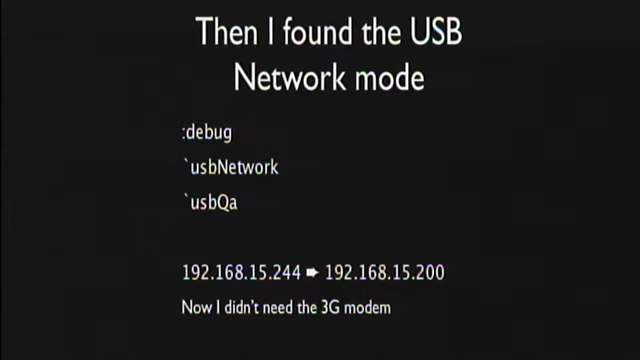 Then I found the USB
Network mode
:debug
`usbNetwork
`usbQa
192.168.15.244 ➨ 192.168.15.200
Now I didn't need the 3G modem